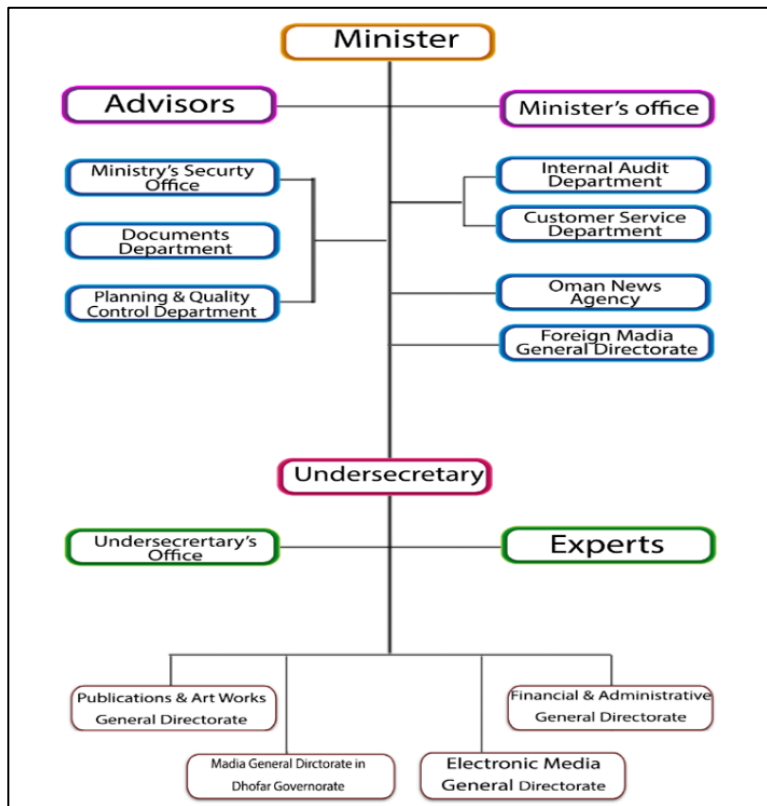 Minister
Advisors
Minister's office
Ministry's Securty
Office
Internal Audit
Department
Documents
Department
Customer Service
Department
Planning & Quality
Control Department
Oman News
Agency
Foreign Madia
General Directorate
Undersecretary
Undersecrertary's
Office
Experts
Publications & Art Works
General Directorate
Financial & Administrative
General Directorate
Madia General Dirctorate in
Dhofar Governorate
Electronic Media
General Directorate